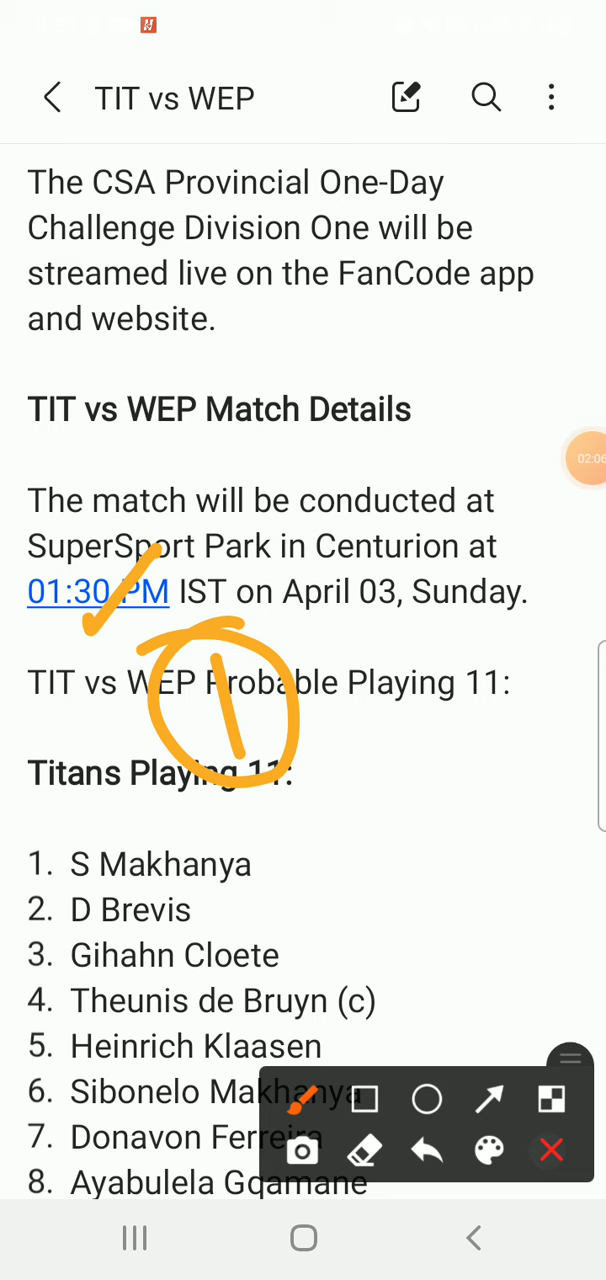 TIT vs WEP
The CSA Provincial One-Day
Challenge Division One will be
streamed live on the FanCode app
and website.
TIT vs WEP Match Details
02:06
The match will be conducted at
SuperSport Park in Centurion at
01:30 PM IST on April 03, Sunday.
TIT vs WEP Probable Playing 11:
Titans Playing 11:
1. S Makhanya
2. D Brevis
3. Gihahn Cloete
4. Theunis de Bruyn (c)
5. Heinrich Klaasen
6. Sibonelo Makhanya
7. Donavon Ferreira
8. Ayabulela Gqamane